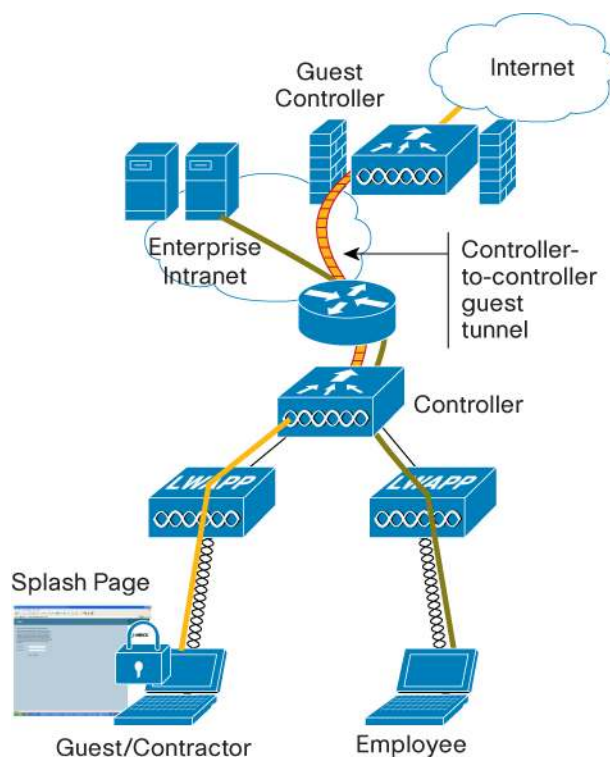 Internet
Guest
Controller
Enterprise
Intranet
Controller-
to-controller
guest
tunnel
Controller
LWAPP
LWAPP
Splash Page
Guest/Contractor
Employee